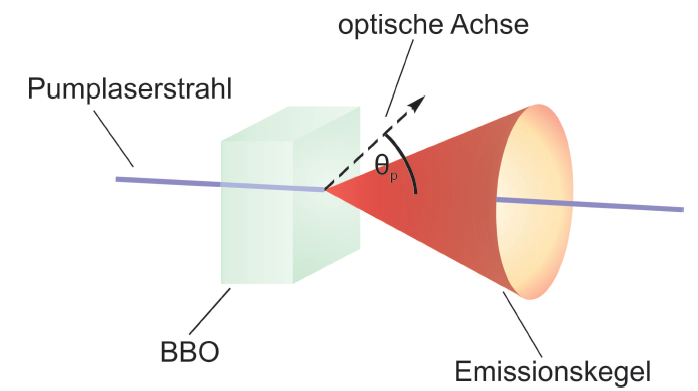 optische Achse
Pumplaserstrahl
θp
BBO
Emissionskegel